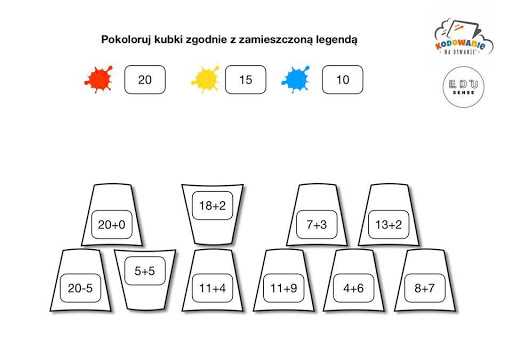 KODOWANIE
NA DYWANIE
Pokoloruj kubki zgodnie z zamieszczoną legendą
20 15 10
EDU
SENSE
18+2
20+0 7+3 13+2
5+5
20-5 11+4 11+9 4+6 8+7